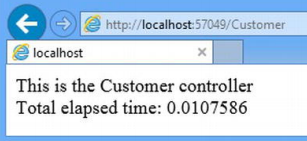 http://localhost:57049/Customer
localhost
This is the Customer controller
Total elapsed time: 0.0107586